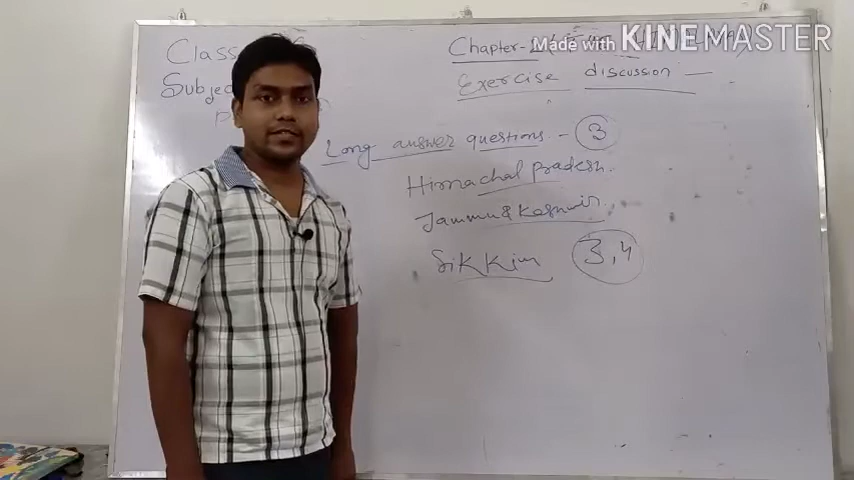 Class
Chapter-
Made with KINEMASTER
Subje
Exercise discussion —
Long answer questions - 3
Himachal Pradesh.
Jammu & Kashmir.
Sikkim 3,4